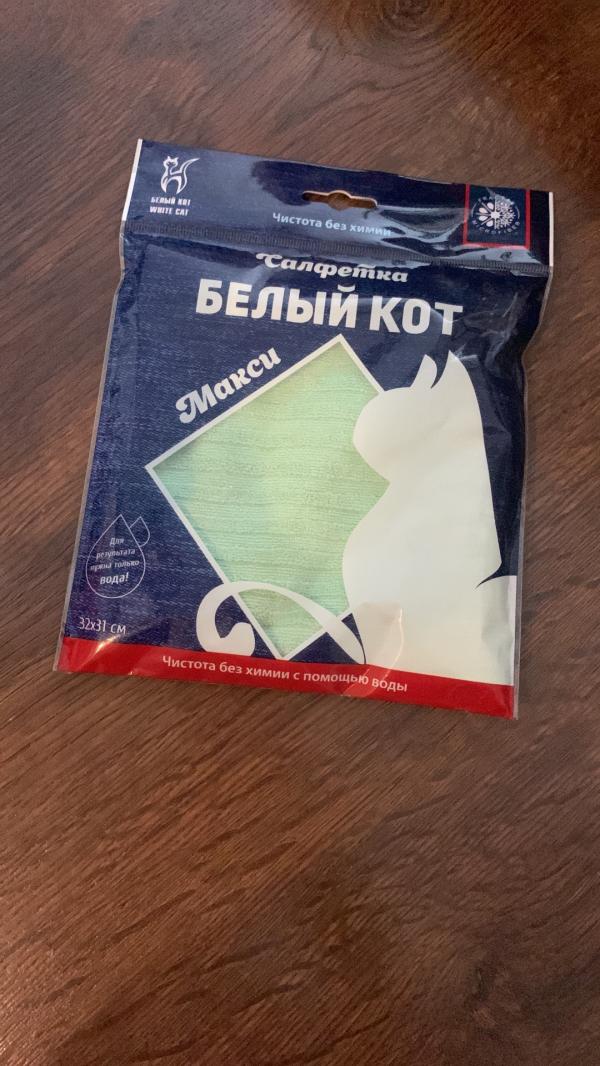 БЕЛЫЙ КОТ
WHITE CAT
Чистота без химии
Салфетка
БЕЛЫЙ КОТ
Макси
Для
результата
нужна только
вода!
32x31 см
Чистота без химии с помощью воды